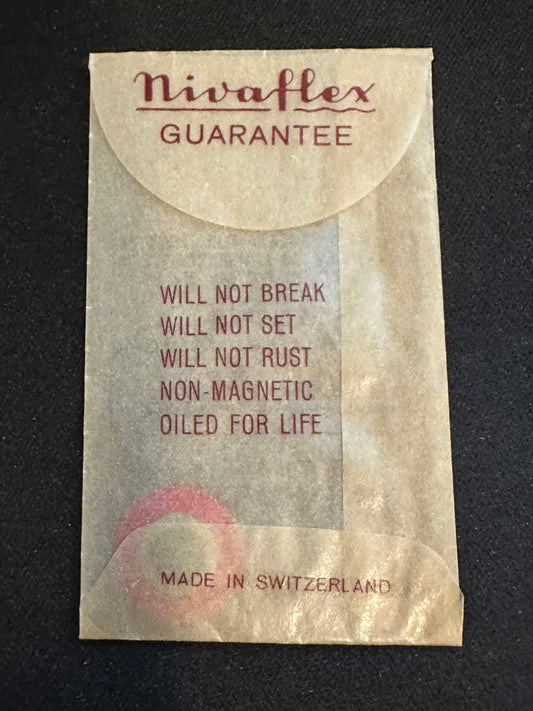 Nivaflex
GUARANTEE
WILL NOT BREAK
WILL NOT SET
WILL NOT RUST
NON-MAGNETIC
OILED FOR LIFE
MADE IN SWITZERLAND